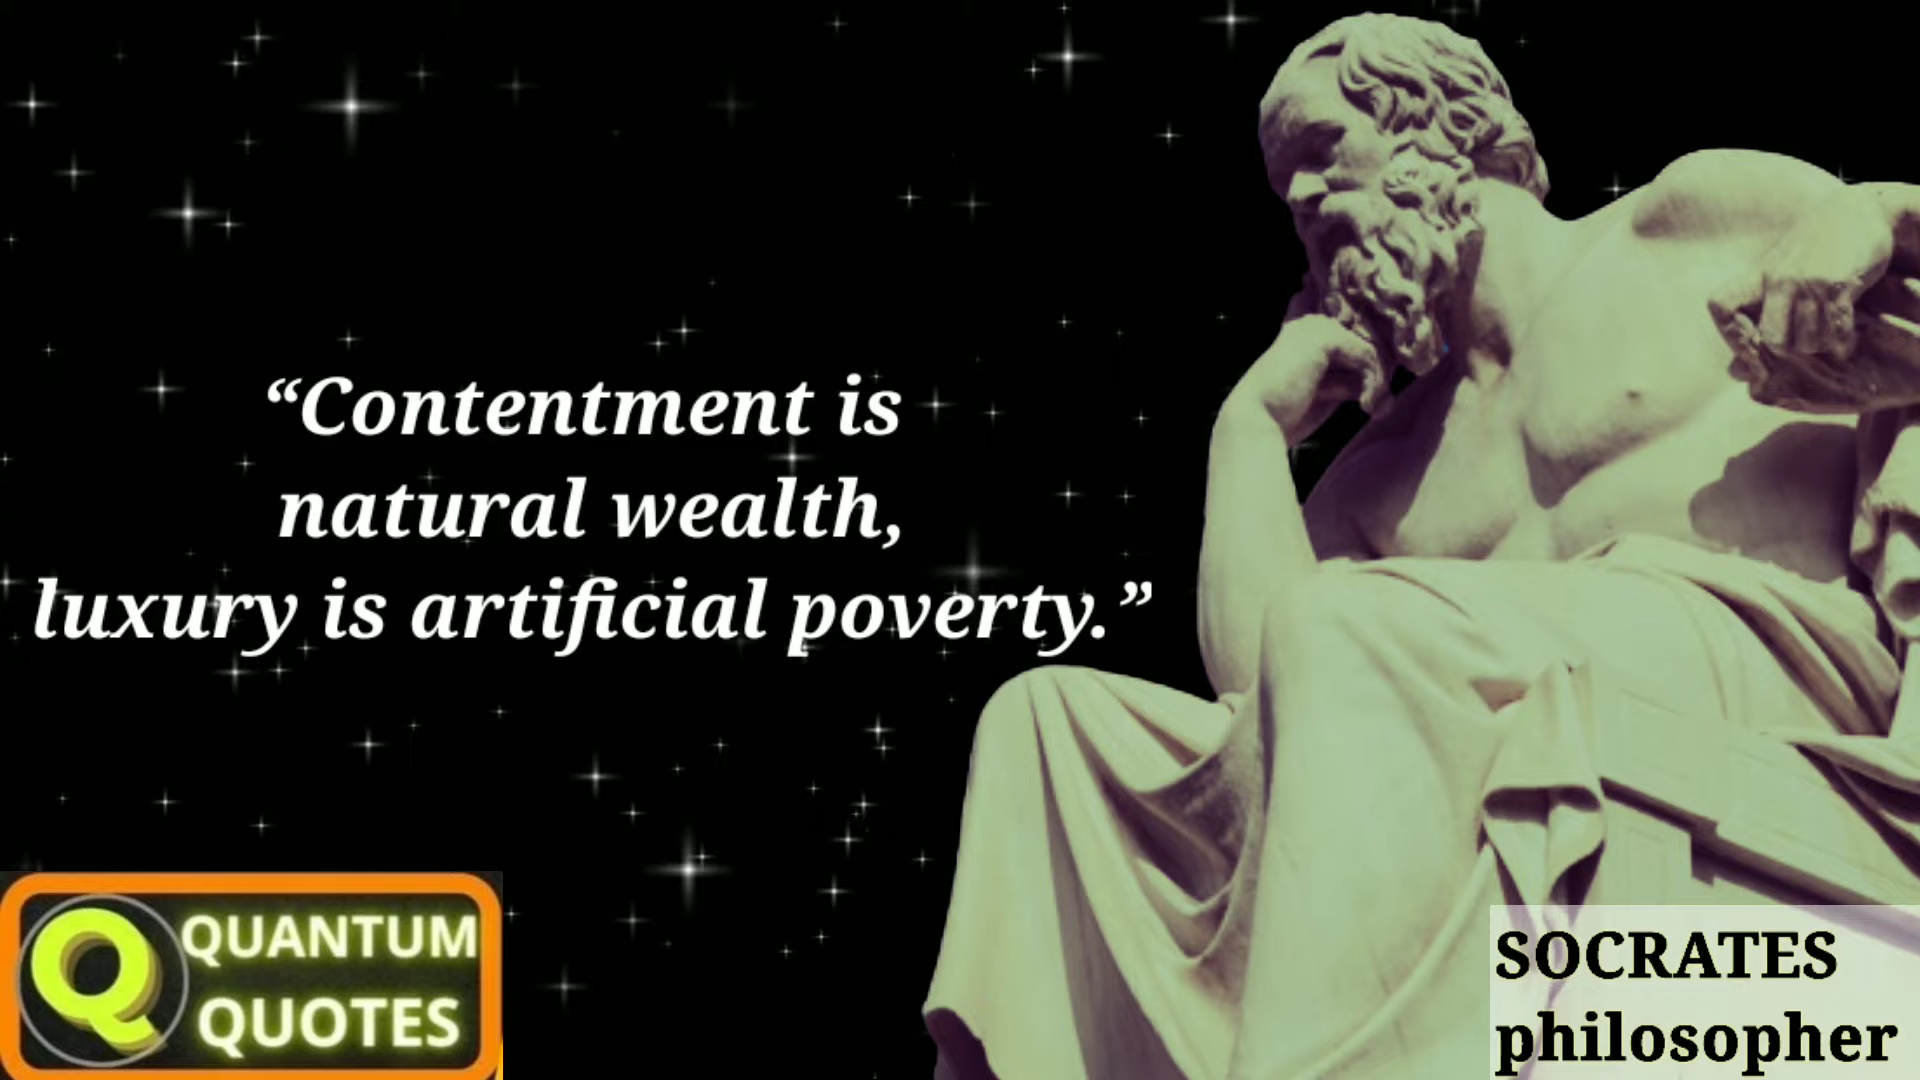 “Contentment is
natural wealth,
luxury is artificial poverty.”
QUANTUM
QUOTES
SOCRATES
philosopher